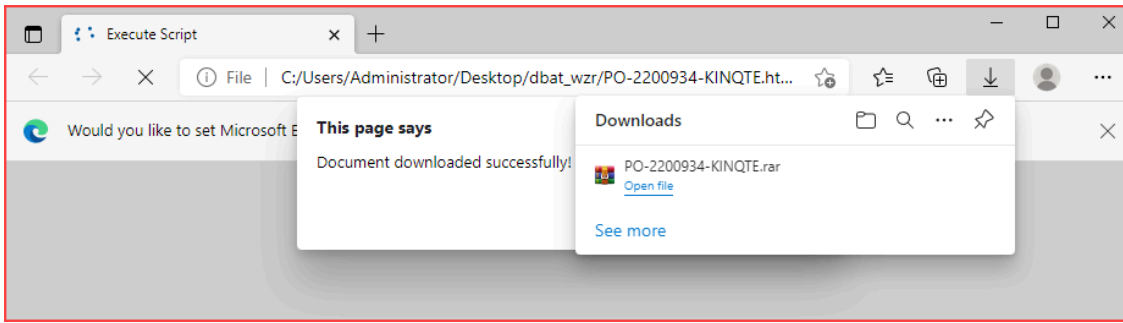 Execute Script
File
C:/Users/Administrator/Desktop/dbat_wzr/PO-2200934-KINQTE.ht...
Would you like to set Microsoft E
This page says
Document downloaded successfully!
Downloads
PO-2200934-KINQTE.rar
Open file
See more